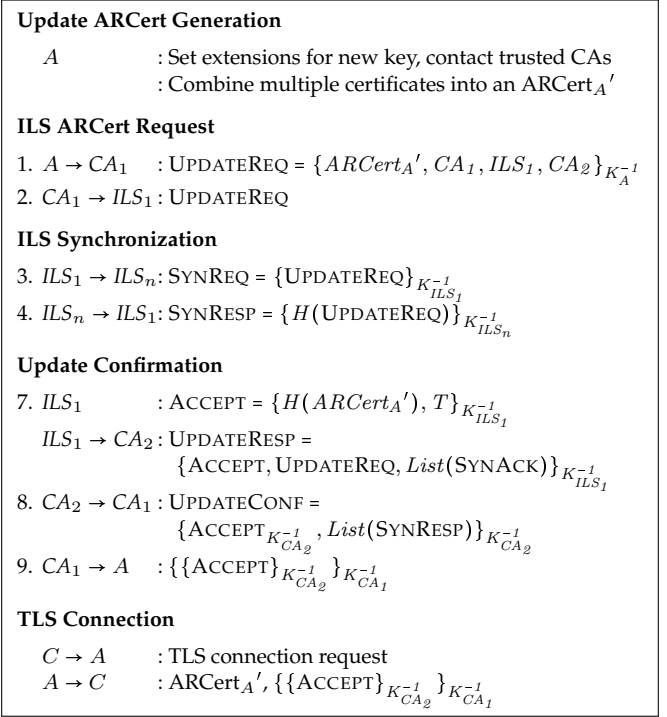 Update ARCert Generation
A : Set extensions for new key, contact trusted CAs
: Combine multiple certificates into an ARCert_A′
ILS ARCert Request
1. A → CA_1 : UPDATEREQ = {ARCert_A′, CA_1, ILS_1, CA_2}_{K_A^{-1}}
2. CA_1 → ILS_1 : UPDATEREQ
ILS Synchronization
3. ILS_1 → ILS_n : SYNREQ = {UPDATEREQ}_{K_{ILS_1}^{-1}}
4. ILS_n → ILS_1 : SYNRESP = {H(UPDATEREQ)}_{K_{ILS_n}^{-1}}
Update Confirmation
7. ILS_1 : ACCEPT = {H(ARCert_A′), T}_{K_{ILS_1}^{-1}}
ILS_1 → CA_2 : UPDATERESP =
{ACCEPT, UPDATEREQ, List(SYNACK)}_{K_{ILS_1}^{-1}}
8. CA_2 → CA_1 : UPDATECONF =
{ACCEPT_{K_{CA_2}^{-1}}, List(SYNRESP)}_{K_{CA_2}^{-1}}
9. CA_1 → A : {{ACCEPT}_{K_{CA_2}^{-1}}}_{K_{CA_1}^{-1}}
TLS Connection
C → A : TLS connection request
A → C : ARCert_A′, {{ACCEPT}_{K_{CA_2}^{-1}}}_{K_{CA_1}^{-1}}